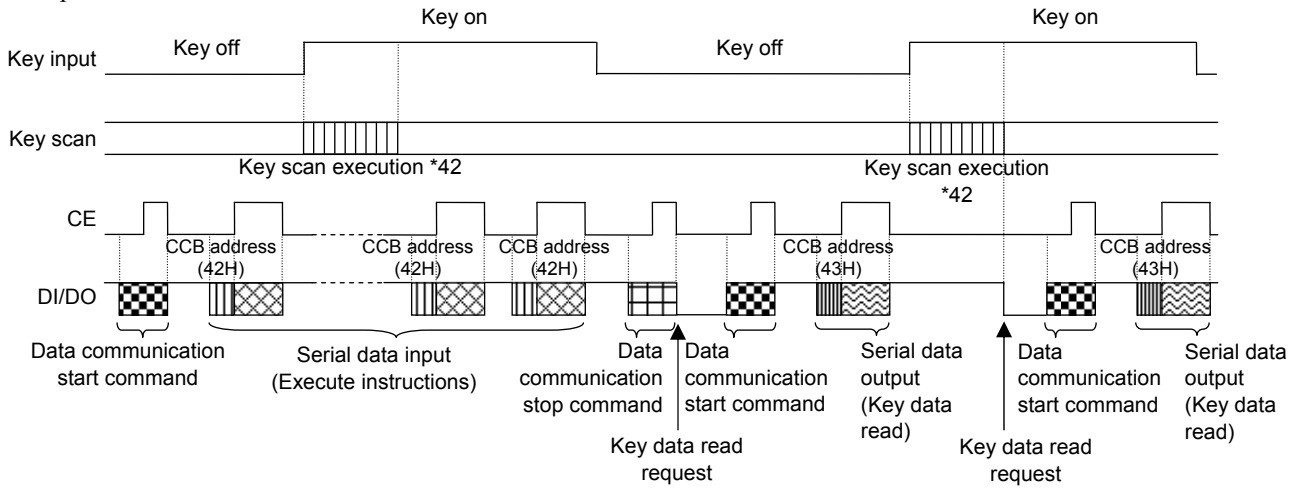 Key on
Key on
Key off
Key off
Key input
Key scan
Key scan execution *42
Key scan execution
*42
CE
CCB address
(42H)
CCB address
(42H)
CCB address
(42H)
CCB address
(43H)
CCB address
(43H)
DI/DO
Data communication
start command
Serial data input
(Execute instructions)
Data
communication
stop command
Data
communication
start command
Serial data
output
(Key data
read)
Data
communication
start command
Serial data
output
(Key data
read)
Key data read
request
Key data read
request